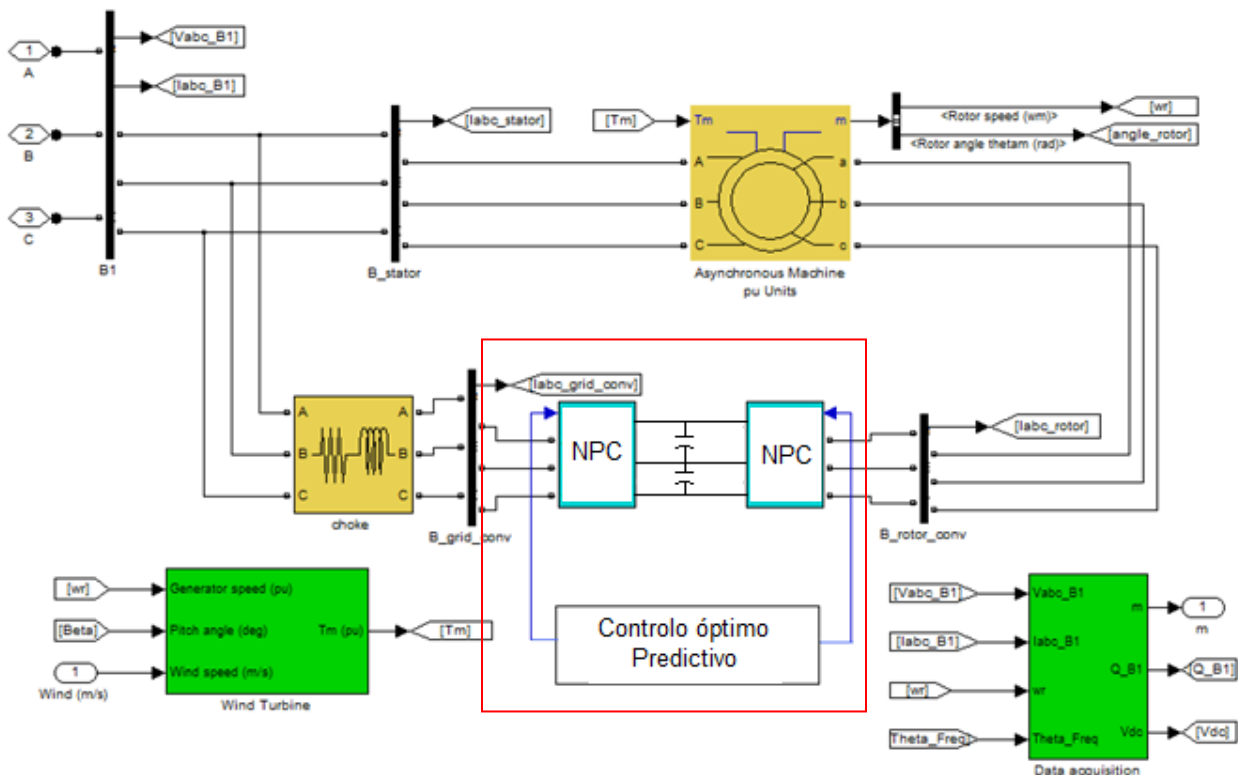 1
A
[Vabc_B1]
[Iabc_B1]
2
B
3
C
B1
[Iabc_stator]
B_stator
[Tm]
Tm
m
A
B
C
a
b
c
Asynchronous Machine
pu Units
<Rotor speed (wm)>
[wr]
<Rotor angle thetam (rad)>
[angle_rotor]
A
B
C
A
B
C
choke
[Iabc_grid_conv]
B_grid_conv
NPC
NPC
[Iabc_rotor]
B_rotor_conv
Controlo óptimo
Predictivo
[wr]
Generator speed (pu)
[Beta]
Pitch angle (deg)
Tm (pu)
[Tm]
1
Wind speed (m/s)
Wind (m/s)
Wind Turbine
[Vabc_B1]
Vabc_B1
m
1
m
[Iabc_B1]
Iabc_B1
Q_B1
[Q_B1]
[wr]
wr
Theta_Freq]
Theta_Freq
Vdc
[Vdc]
Data acquisition